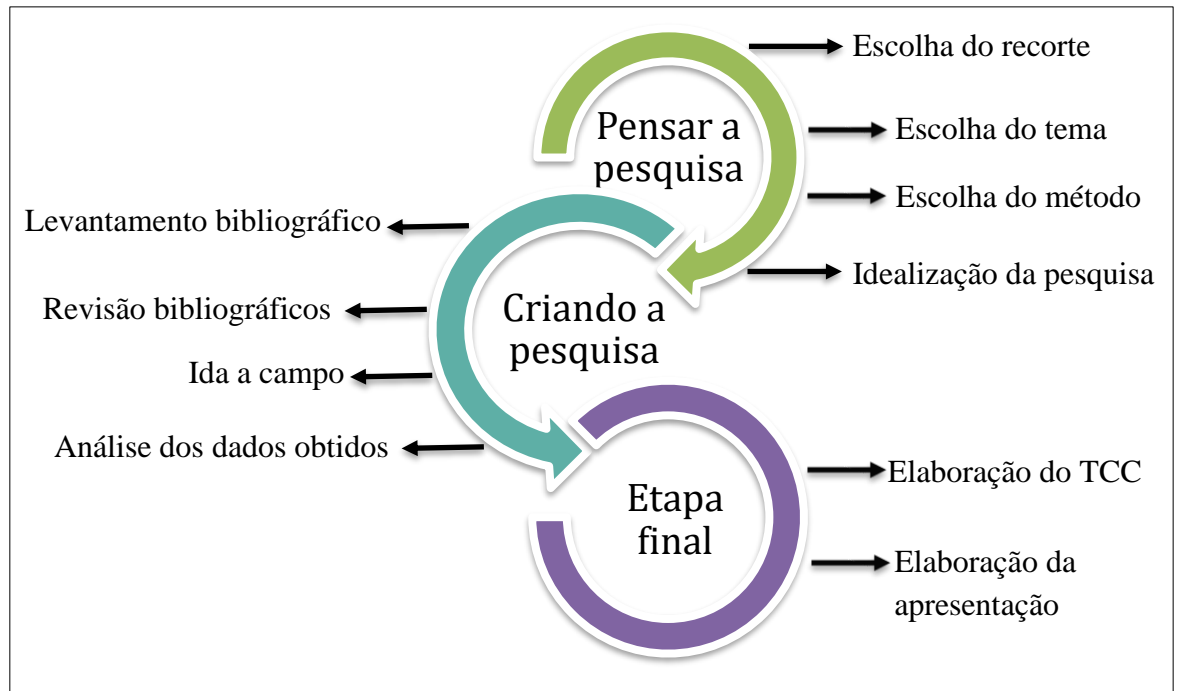 Pensar a
pesquisa
Escolha do recorte
Escolha do tema
Escolha do método
Idealização da pesquisa
Criando a
pesquisa
Levantamento bibliográfico
Revisão bibliográficos
Ida a campo
Análise dos dados obtidos
Etapa
final
Elaboração do TCC
Elaboração da
apresentação